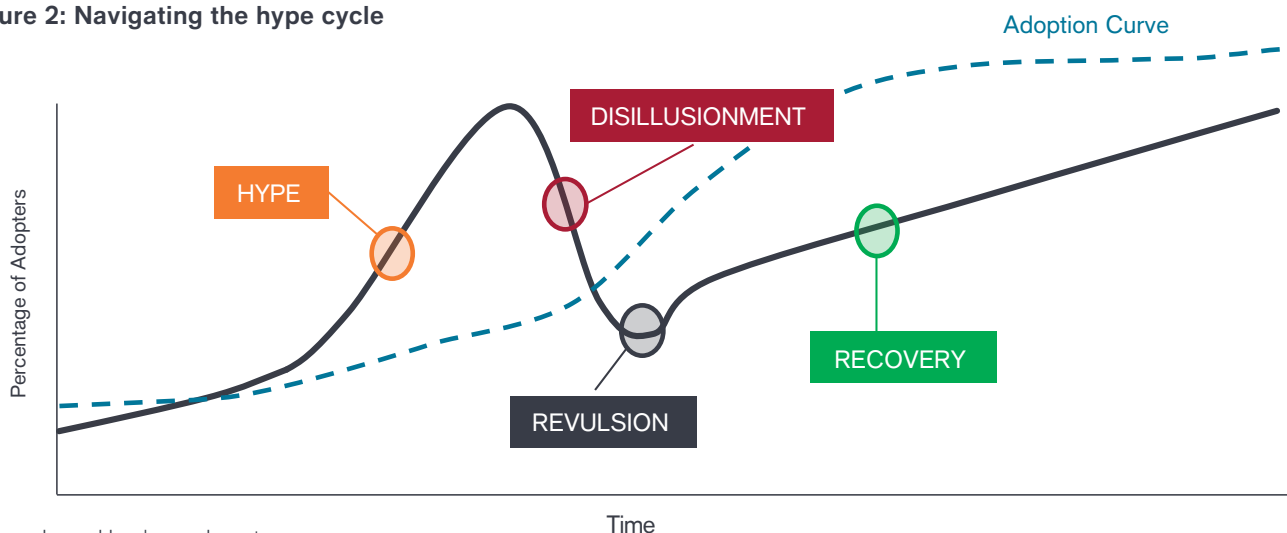 ure 2: Navigating the hype cycle
Adoption Curve
DISILLUSIONMENT
HYPE
Percentage of Adopters
RECOVERY
REVULSION
Time